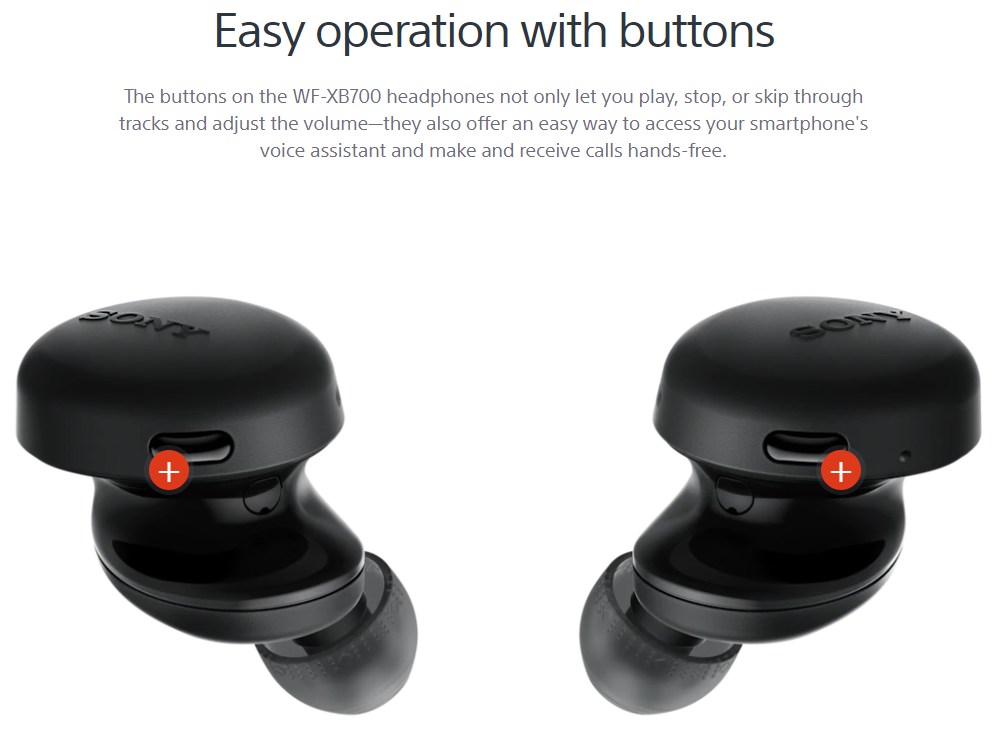 Easy operation with buttons
The buttons on the WF-XB700 headphones not only let you play, stop, or skip through
tracks and adjust the volume—they also offer an easy way to access your smartphone's
voice assistant and make and receive calls hands-free.
SONY
SONY